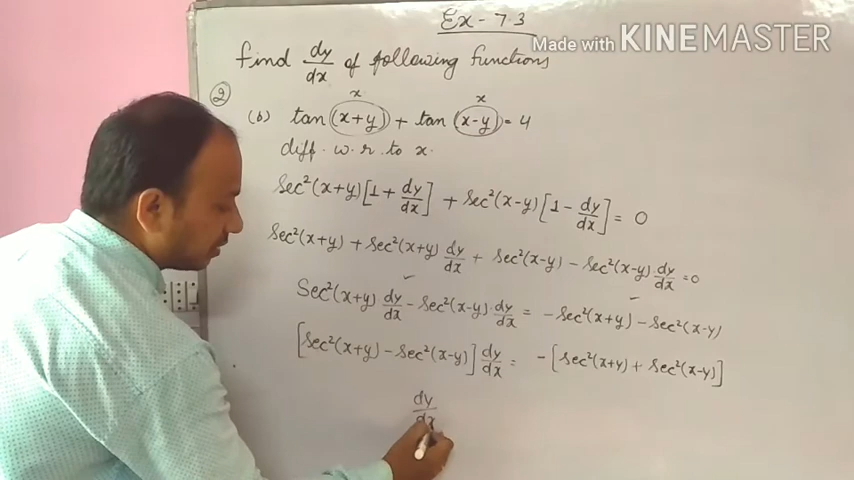 Ex - 7.3
Made with KINEMASTER
find dy/dx of following functions
② x x
(b) tan (x+y) + tan (x-y) = 4
diff. w. r. to x.
Sec²(x+y) [1 + dy/dx] + Sec²(x-y) [1 - dy/dx] = 0
Sec²(x+y) + Sec²(x+y) dy/dx + Sec²(x-y) - Sec²(x-y) dy/dx = 0
Sec²(x+y) dy/dx - Sec²(x-y) . dy/dx = - Sec²(x+y) - Sec²(x-y)
[Sec²(x+y) - Sec²(x-y)] dy/dx = - [Sec²(x+y) + Sec²(x-y)]
dy/dx